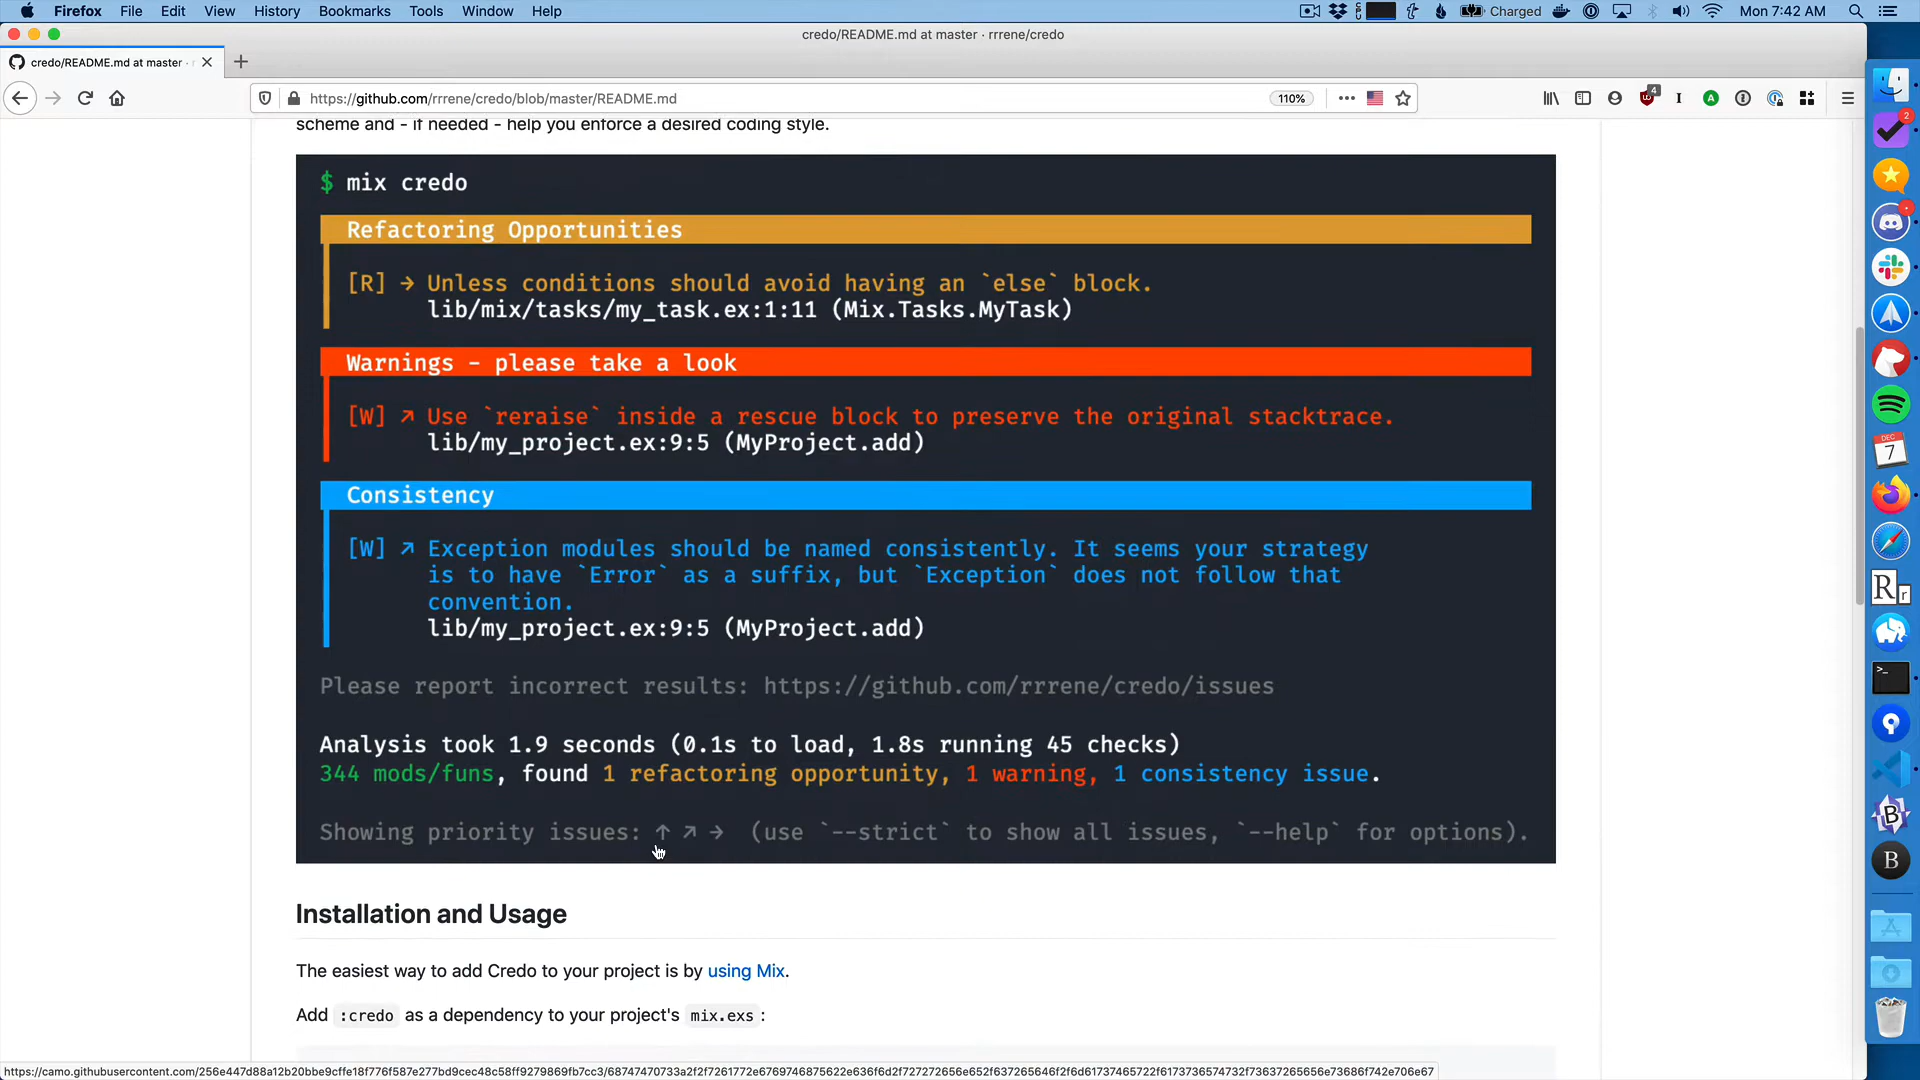 Firefox File Edit View History Bookmarks Tools Window Help Charged Mon 7:42 AM
credo/README.md at master · rrrene/credo
credo/README.md at master ·
https://github.com/rrrene/credo/blob/master/README.md 110%
scheme and - if needed - help you enforce a desired coding style.
$ mix credo
Refactoring Opportunities
[R] → Unless conditions should avoid having an `else` block.
lib/mix/tasks/my_task.ex:1:11 (Mix.Tasks.MyTask)
Warnings - please take a look
[W] ↗ Use `reraise` inside a rescue block to preserve the original stacktrace.
lib/my_project.ex:9:5 (MyProject.add)
Consistency
[W] ↗ Exception modules should be named consistently. It seems your strategy
is to have `Error` as a suffix, but `Exception` does not follow that
convention.
lib/my_project.ex:9:5 (MyProject.add)
Please report incorrect results: https://github.com/rrrene/credo/issues
Analysis took 1.9 seconds (0.1s to load, 1.8s running 45 checks)
344 mods/funs, found 1 refactoring opportunity, 1 warning, 1 consistency issue.
Showing priority issues: ↑ ↗ → (use `--strict` to show all issues, `--help` for options).
Installation and Usage
The easiest way to add Credo to your project is by using Mix.
Add :credo as a dependency to your project's mix.exs :
4
2
DEC
7